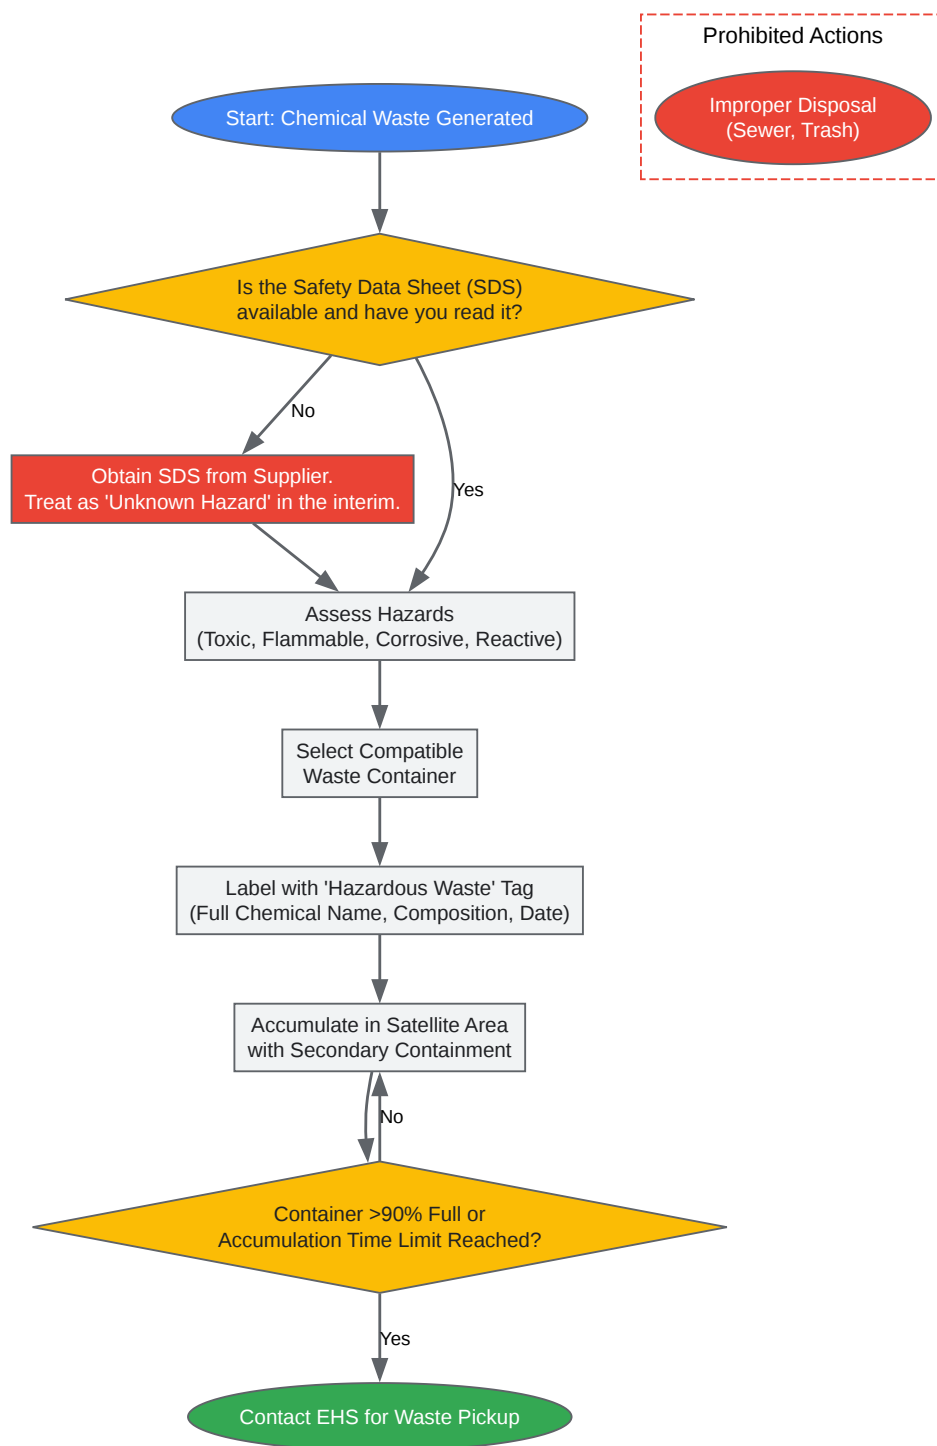 Prohibited Actions
Improper Disposal
(Sewer, Trash)
Start: Chemical Waste Generated
Is the Safety Data Sheet (SDS)
available and have you read it?
No
Yes
Obtain SDS from Supplier.
Treat as 'Unknown Hazard' in the interim.
Assess Hazards
(Toxic, Flammable, Corrosive, Reactive)
Select Compatible
Waste Container
Label with 'Hazardous Waste' Tag
(Full Chemical Name, Composition, Date)
Accumulate in Satellite Area
with Secondary Containment
No
Container >90% Full or
Accumulation Time Limit Reached?
Yes
Contact EHS for Waste Pickup